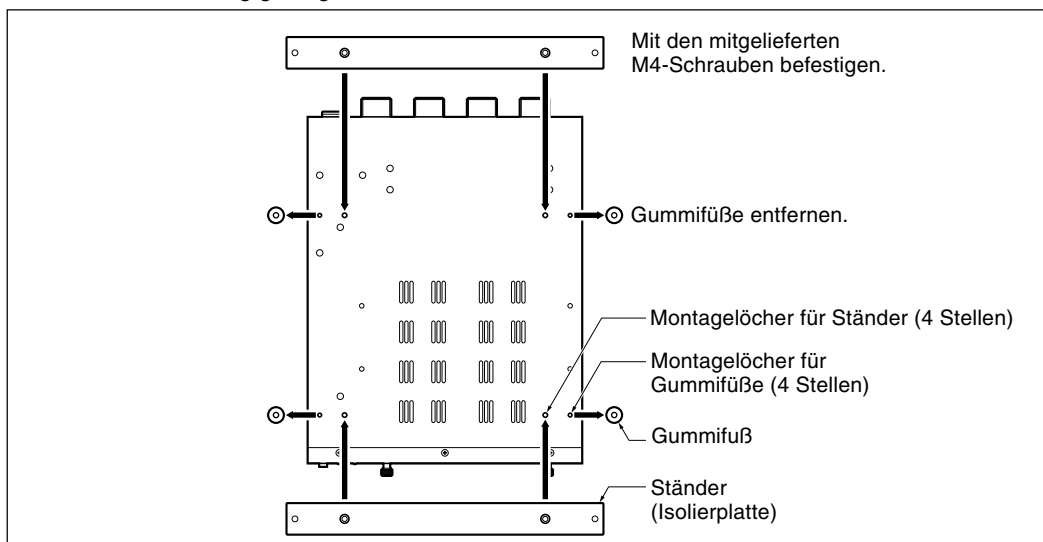 Mit den mitgelieferten
M4-Schrauben befestigen.
Gummifüße entfernen.
Montagelöcher für Ständer (4 Stellen)
Montagelöcher für
Gummifüße (4 Stellen)
Gummifuß
Ständer
(Isolierplatte)